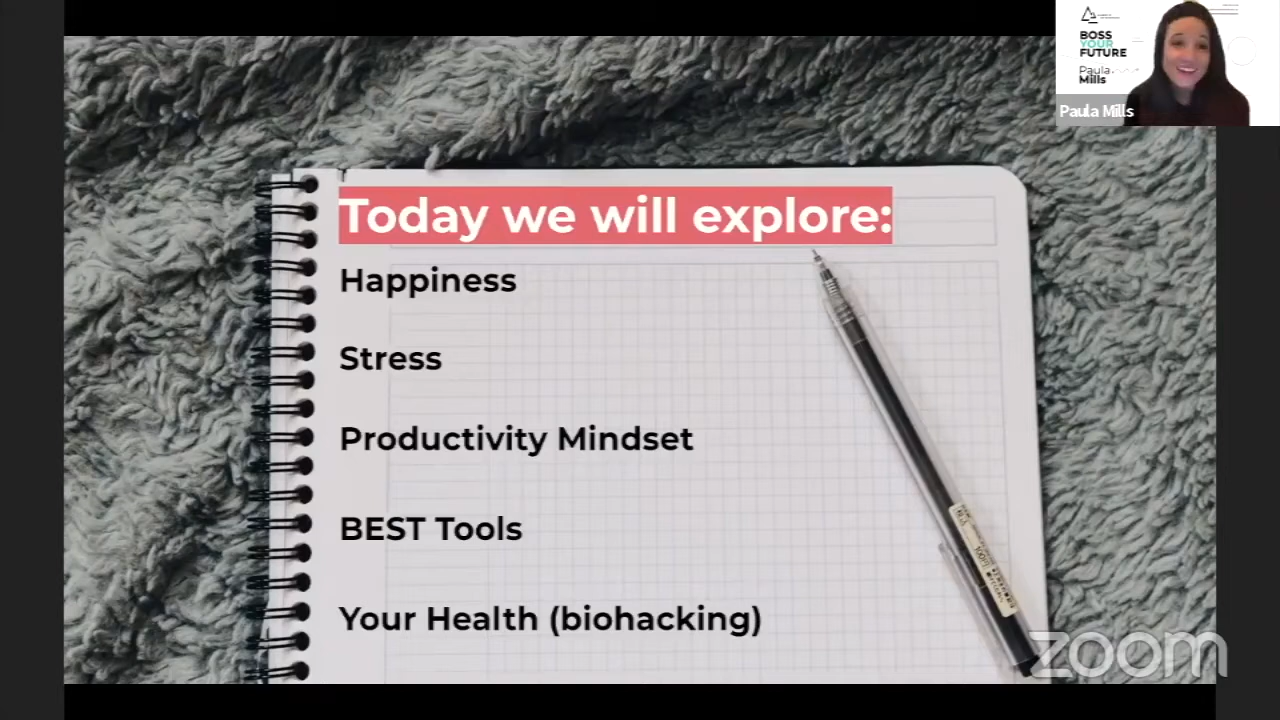 BOSS
YOUR
FUTURE
Paula
Mills
Paula Mills
Today we will explore:
Happiness
Stress
Productivity Mindset
BEST Tools
Your Health (biohacking)
zoom